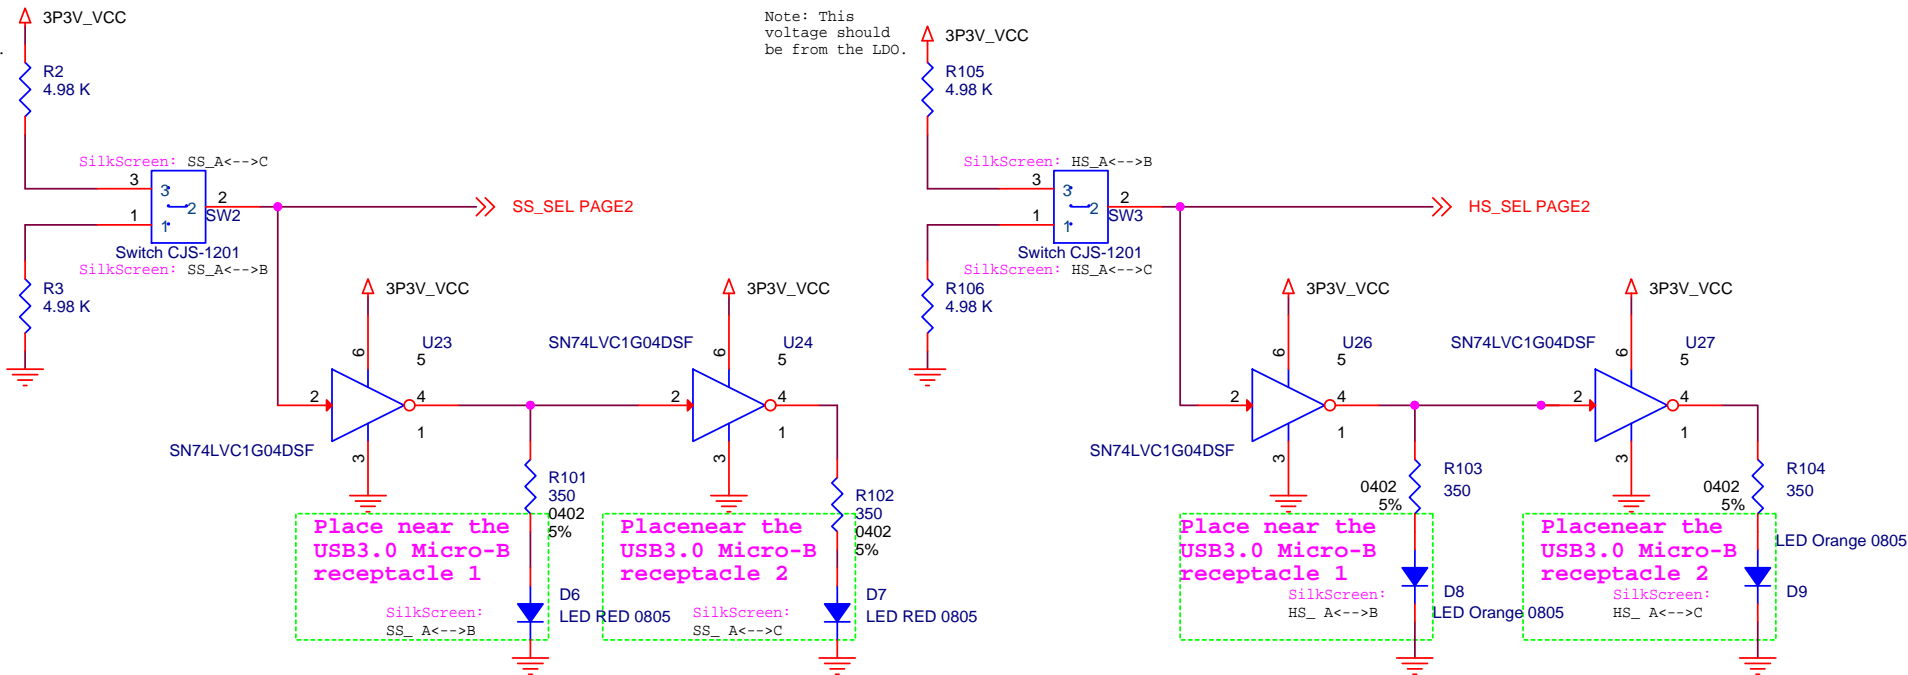 3P3V_VCC
R2
4.98 K
SilkScreen: SS_A<-->C
3
3
2
2
1
1
SW2
Switch CJS-1201
SilkScreen: SS_A<-->B
R3
4.98 K
SS_SEL PAGE2
3P3V_VCC
U23
5
6
2
4
1
3
SN74LVC1G04DSF
R101
350
0402
5%
Place near the
USB3.0 Micro-B
receptacle 1
SilkScreen:
SS_ A<-->B
D6
LED RED 0805
3P3V_VCC
SN74LVC1G04DSF
U24
5
6
2
4
1
3
R102
350
0402
5%
Placenear the
USB3.0 Micro-B
receptacle 2
SilkScreen:
SS_ A<-->C
D7
LED RED 0805
Note: This
voltage should
be from the LDO.
3P3V_VCC
R105
4.98 K
SilkScreen: HS_A<-->B
3
3
2
2
1
1
SW3
Switch CJS-1201
SilkScreen: HS_A<-->C
R106
4.98 K
HS_SEL PAGE2
3P3V_VCC
U26
5
6
2
4
1
3
SN74LVC1G04DSF
R103
350
0402
5%
Place near the
USB3.0 Micro-B
receptacle 1
SilkScreen:
HS_ A<-->B
D8
LED Orange 0805
3P3V_VCC
SN74LVC1G04DSF
U27
5
6
2
4
1
3
R104
350
0402
5%
Placenear the
USB3.0 Micro-B
receptacle 2
SilkScreen:
HS_ A<-->C
LED Orange 0805
D9